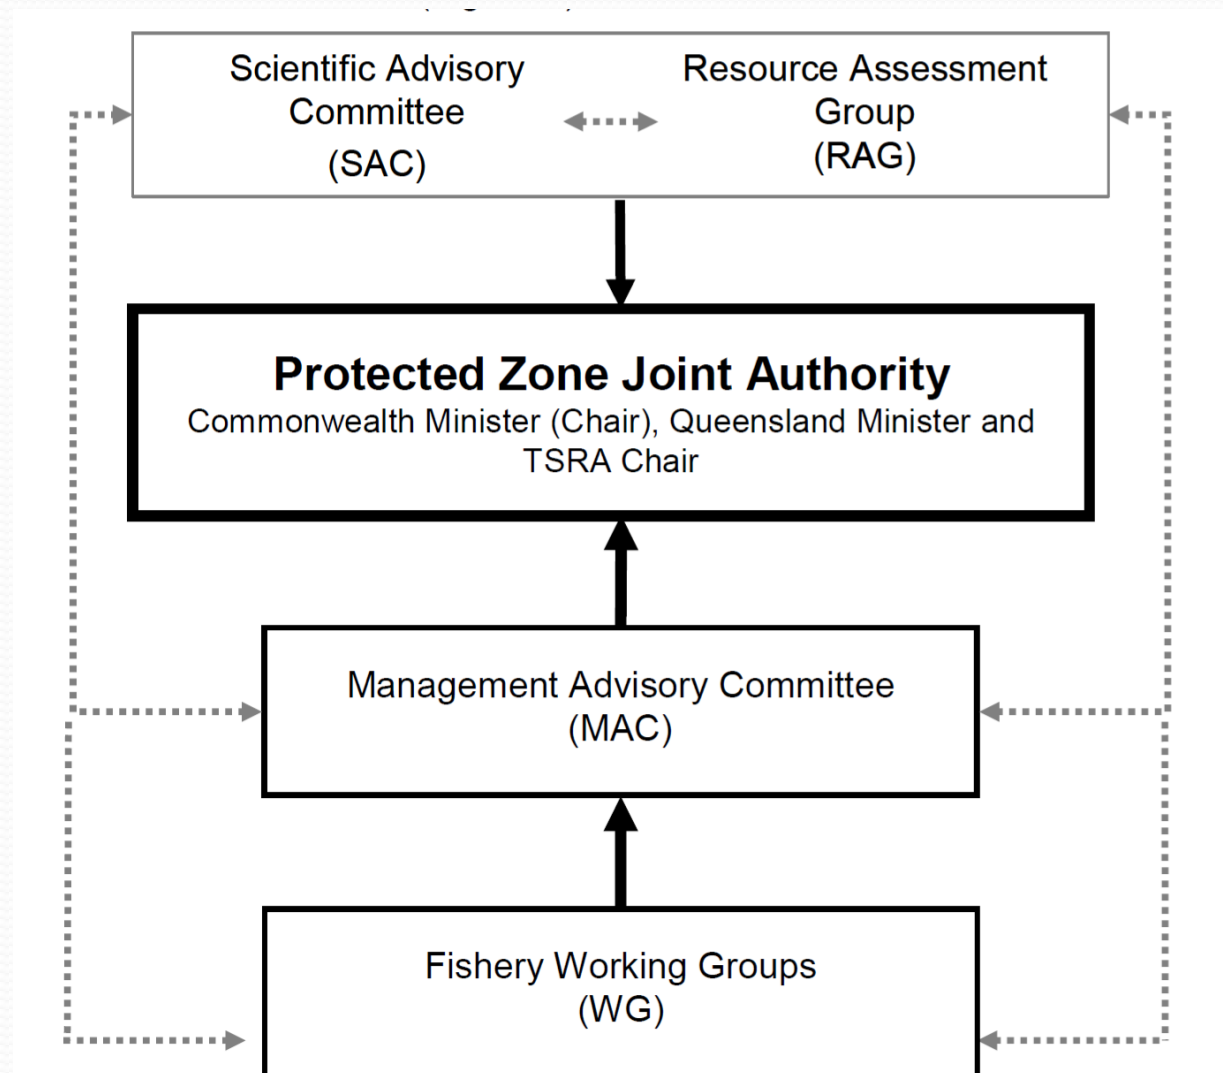 Scientific Advisory
Committee
(SAC)
Resource Assessment
Group
(RAG)
Protected Zone Joint Authority
Commonwealth Minister (Chair), Queensland Minister and
TSRA Chair
Management Advisory Committee
(MAC)
Fishery Working Groups
(WG)